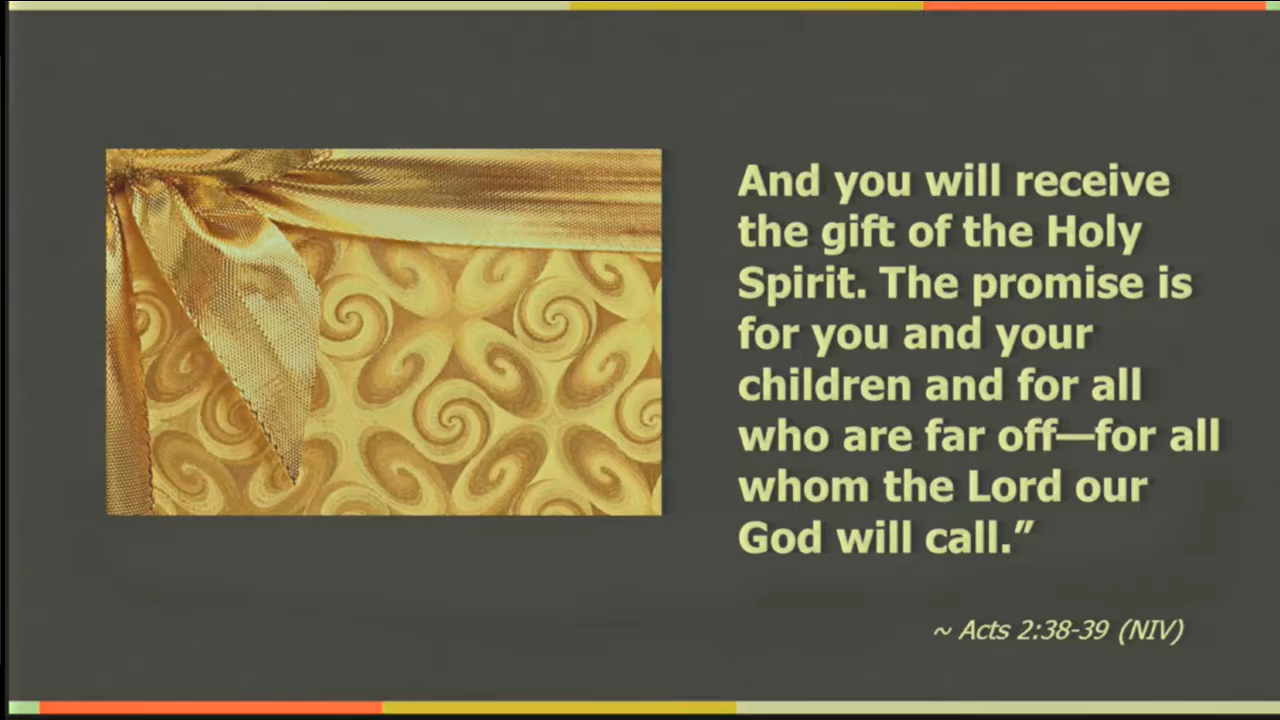 And you will receive
the gift of the Holy
Spirit. The promise is
for you and your
children and for all
who are far off—for all
whom the Lord our
God will call.”
~ Acts 2:38-39 (NIV)